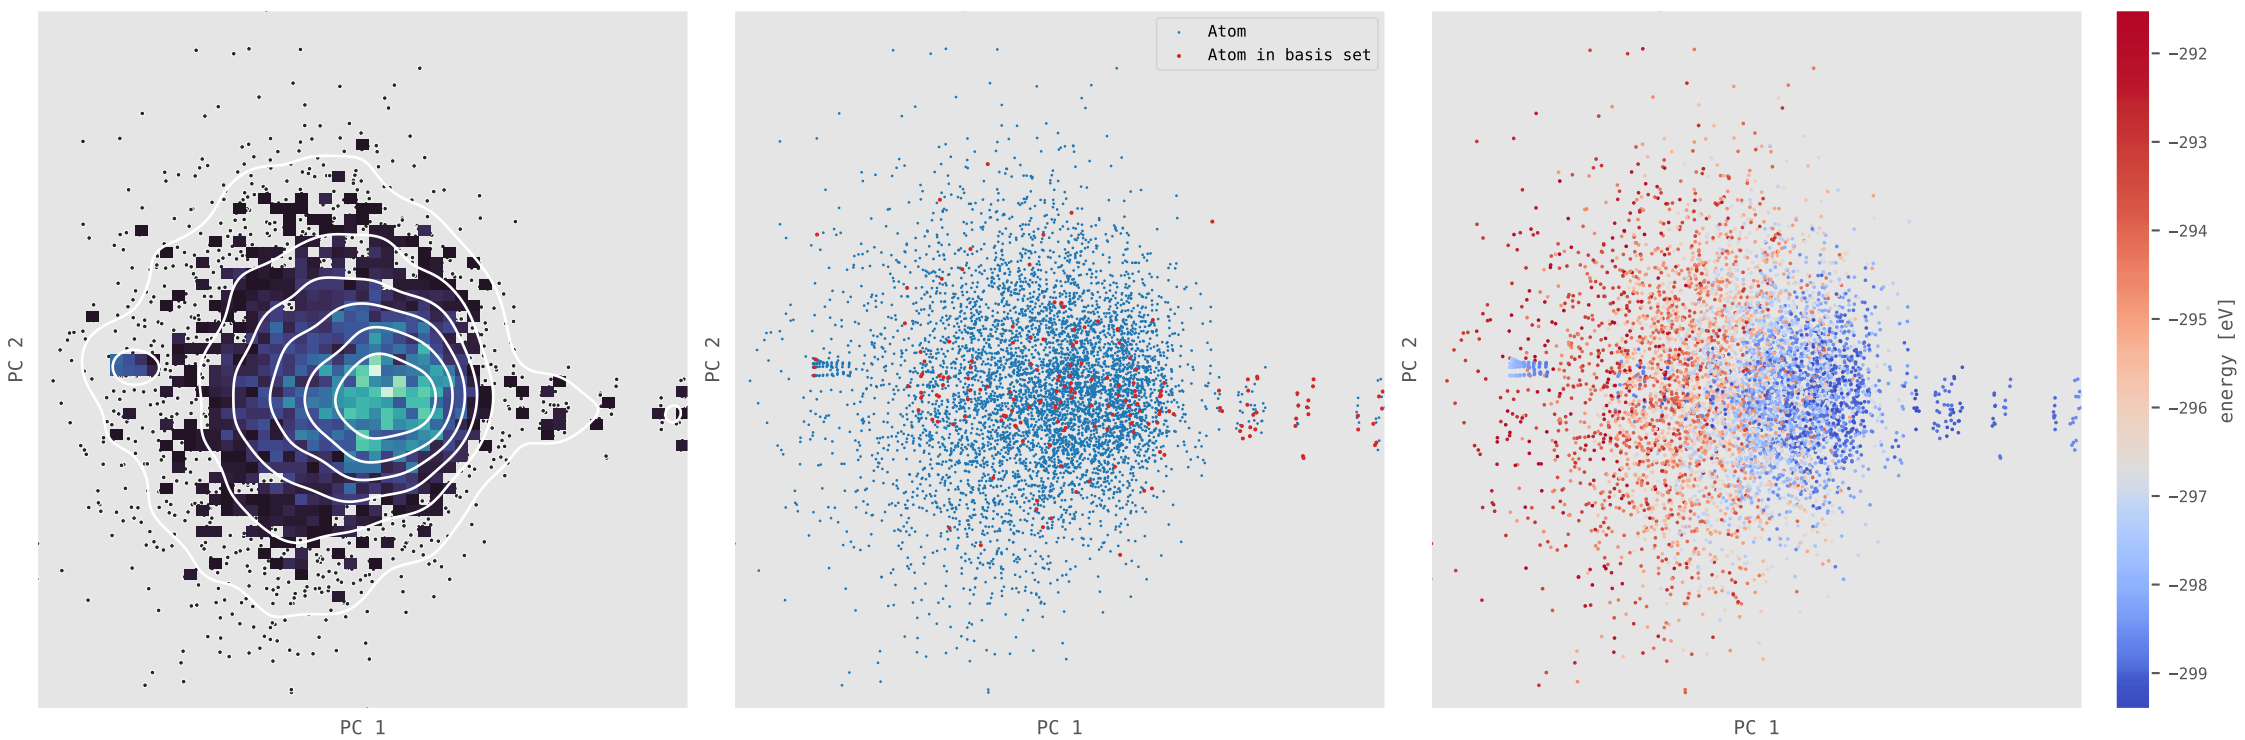 PC 2
PC 1
PC 2
Atom
Atom in basis set
PC 1
PC 2
PC 1
−292
−293
−294
−295
−296
−297
−298
−299
energy [eV]